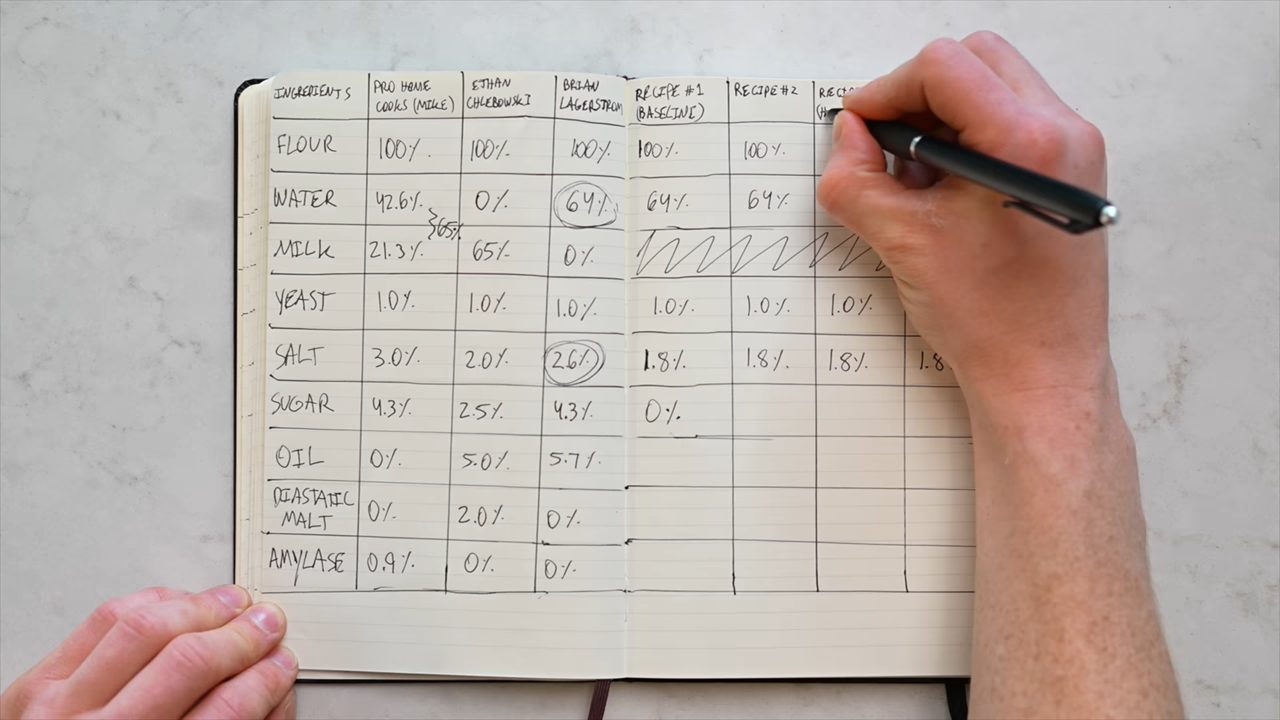 INGREDIENTS PRO HOME COOKS (MIKE) ETHAN CHLEBOWSKI BRIAN LAGERSTROM RECIPE #1 (BASELINE) RECIPE #2
FLOUR 100% 100% 100% 100% 100%
WATER 42.6% 0% 64% 64% 64%
}65%
MILK 21.3% 65% 0%
YEAST 1.0% 1.0% 1.0% 1.0% 1.0% 1.0%
SALT 3.0% 2.0% 2.6% 1.8% 1.8% 1.8% 1.8
SUGAR 4.3% 2.5% 4.3% 0%
OIL 0% 5.0% 5.7%
DIASTATIC MALT 0% 2.0% 0%
AMYLASE 0.9% 0% 0%